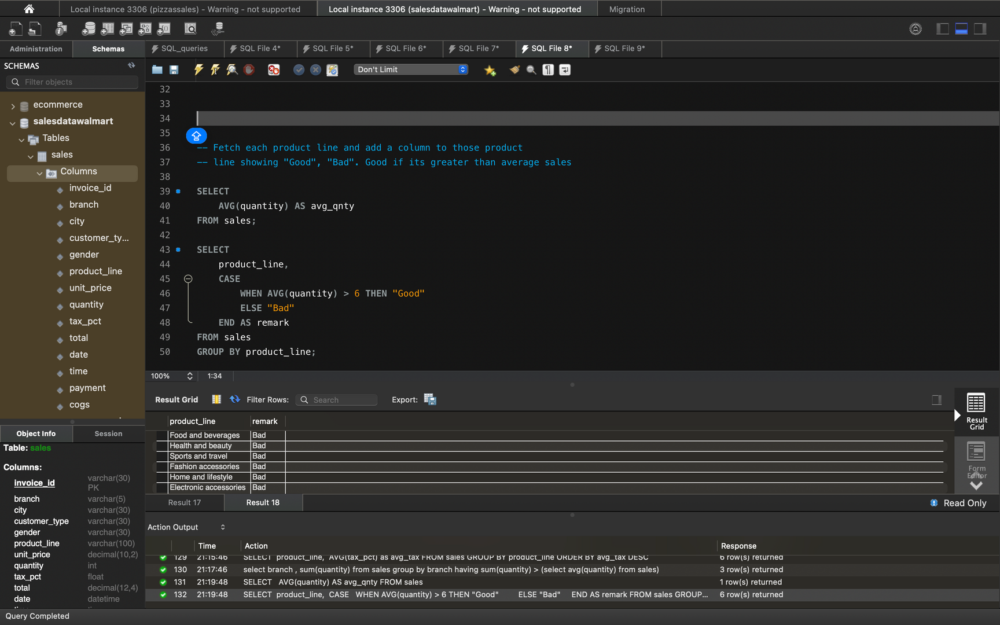 Local instance 3306 (pizzassales) - Warning - not supported
Local instance 3306 (salesdatawalmart) - Warning - not supported
Migration
Administration
Schemas
SQL_queries
SQL File 4*
SQL File 5*
SQL File 6*
SQL File 7*
SQL File 8*
SQL File 9*
SCHEMAS
Filter objects
Don't Limit
ecommerce
salesdatawalmart
Tables
sales
Columns
invoice_id
branch
city
customer_ty...
gender
product_line
unit_price
quantity
tax_pct
total
date
time
payment
cogs
32
33
34
35
36 -- Fetch each product line and add a column to those product
37 -- line showing "Good", "Bad". Good if its greater than average sales
38
39 SELECT
40 AVG(quantity) AS avg_qnty
41 FROM sales;
42
43 SELECT
44 product_line,
45 CASE
46 WHEN AVG(quantity) > 6 THEN "Good"
47 ELSE "Bad"
48 END AS remark
49 FROM sales
50 GROUP BY product_line;
100% 1:34
Result Grid Filter Rows: Search Export:
product_line remark
Food and beverages Bad
Health and beauty Bad
Sports and travel Bad
Fashion accessories Bad
Home and lifestyle Bad
Electronic accessories Bad
Result
Grid
Form
Editor
Result 17
Result 18
Read Only
Object Info
Session
Table: sales
Columns:
invoice_id varchar(30)
PK
branch varchar(5)
city varchar(30)
customer_type varchar(30)
gender varchar(30)
product_line varchar(100)
unit_price decimal(10,2)
quantity int
tax_pct float
total decimal(12,4)
date datetime
Action Output
Time Action Response
129 21:15:46 SELECT product_line, AVG(tax_pct) as avg_tax FROM sales GROUP BY product_line ORDER BY avg_tax DESC 6 row(s) returned
130 21:17:46 select branch , sum(quantity) from sales group by branch having sum(quantity) > (select avg(quantity) from sales) 3 row(s) returned
131 21:19:48 SELECT AVG(quantity) AS avg_qnty FROM sales 1 row(s) returned
132 21:19:48 SELECT product_line, CASE WHEN AVG(quantity) > 6 THEN "Good" ELSE "Bad" END AS remark FROM sales GROUP... 6 row(s) returned
Query Completed